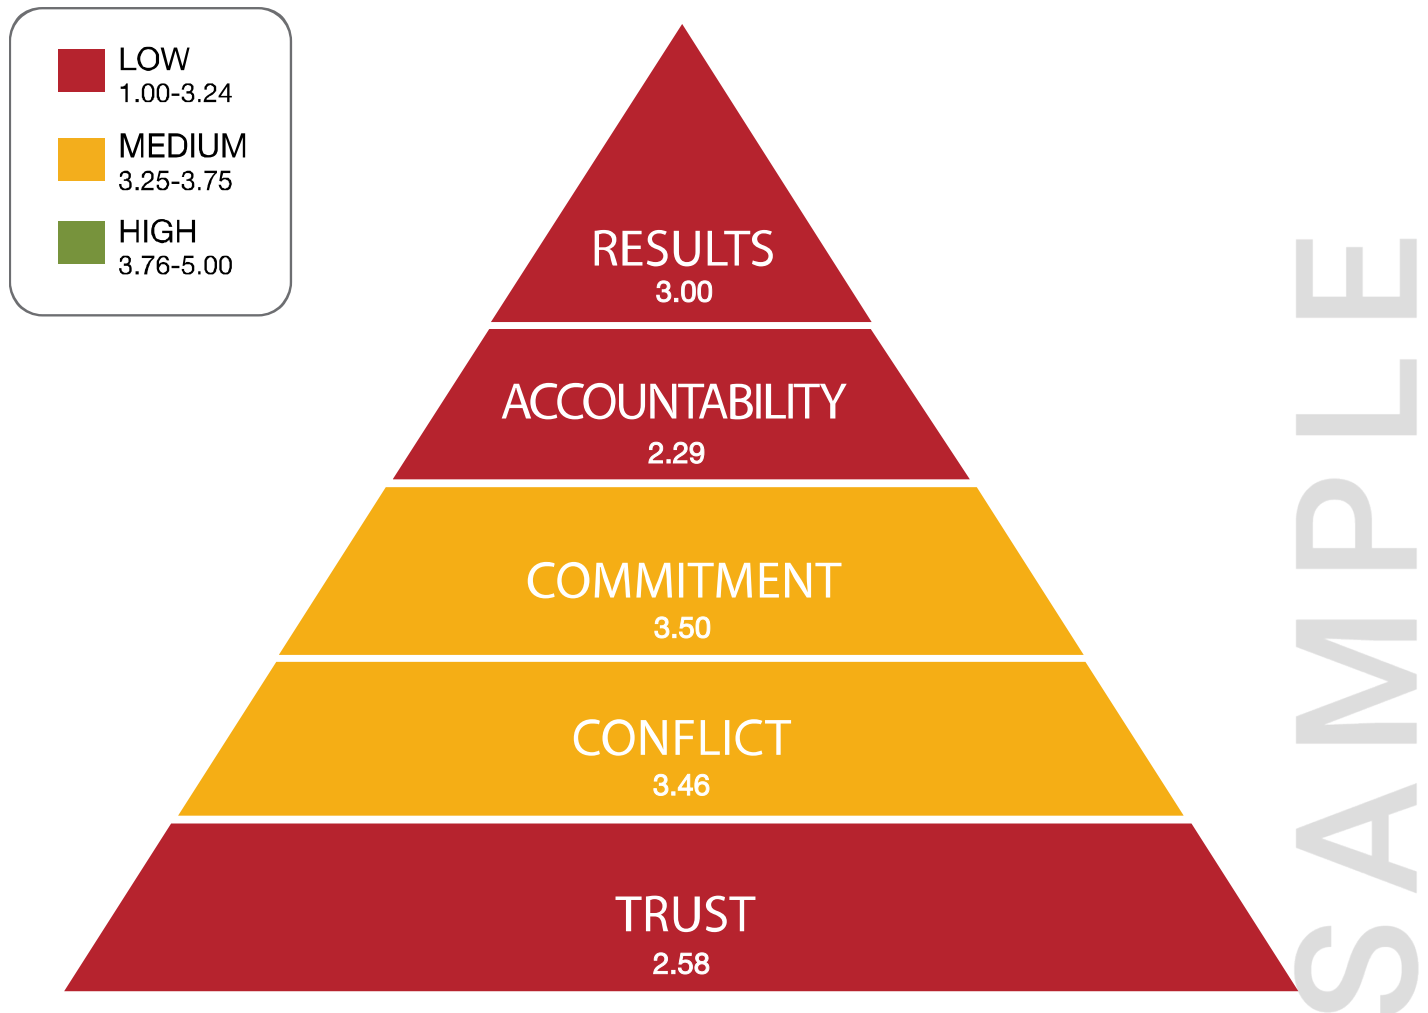 LOW
1.00-3.24
MEDIUM
3.25-3.75
HIGH
3.76-5.00
RESULTS
3.00
ACCOUNTABILITY
2.29
COMMITMENT
3.50
CONFLICT
3.46
TRUST
2.58
SAMPLE